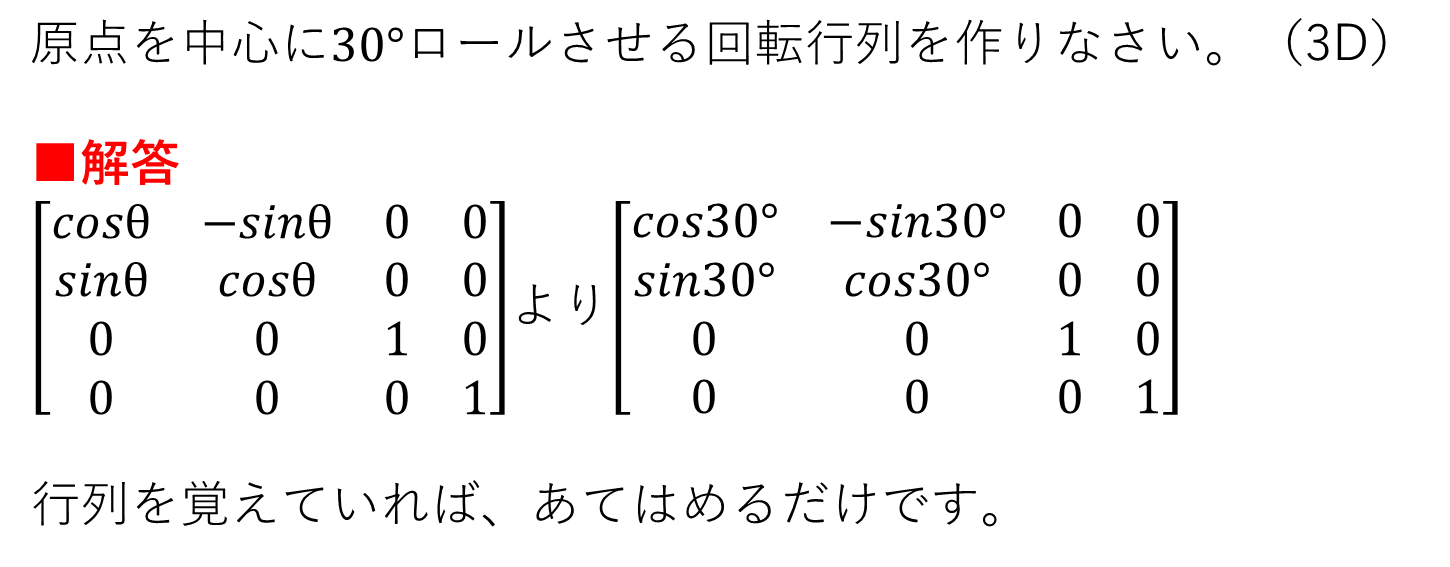 原点を中心に30°ロールさせる回転行列を作りなさい。（3D）
■解答
[cosθ −sinθ 0 0
sinθ cosθ 0 0
0 0 1 0
0 0 0 1]より[cos30° −sin30° 0 0
sin30° cos30° 0 0
0 0 1 0
0 0 0 1]
行列を覚えていれば、あてはめるだけです。